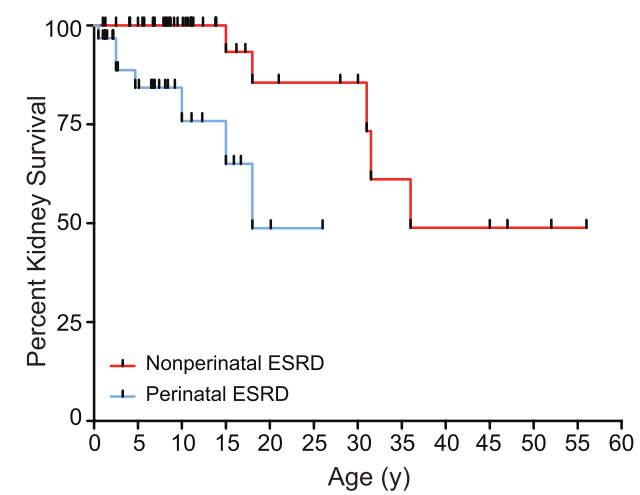 Percent Kidney Survival
100
75
50
25
0
Nonperinatal ESRD
Perinatal ESRD
0 5 10 15 20 25 30 35 40 45 50 55 60
Age (y)